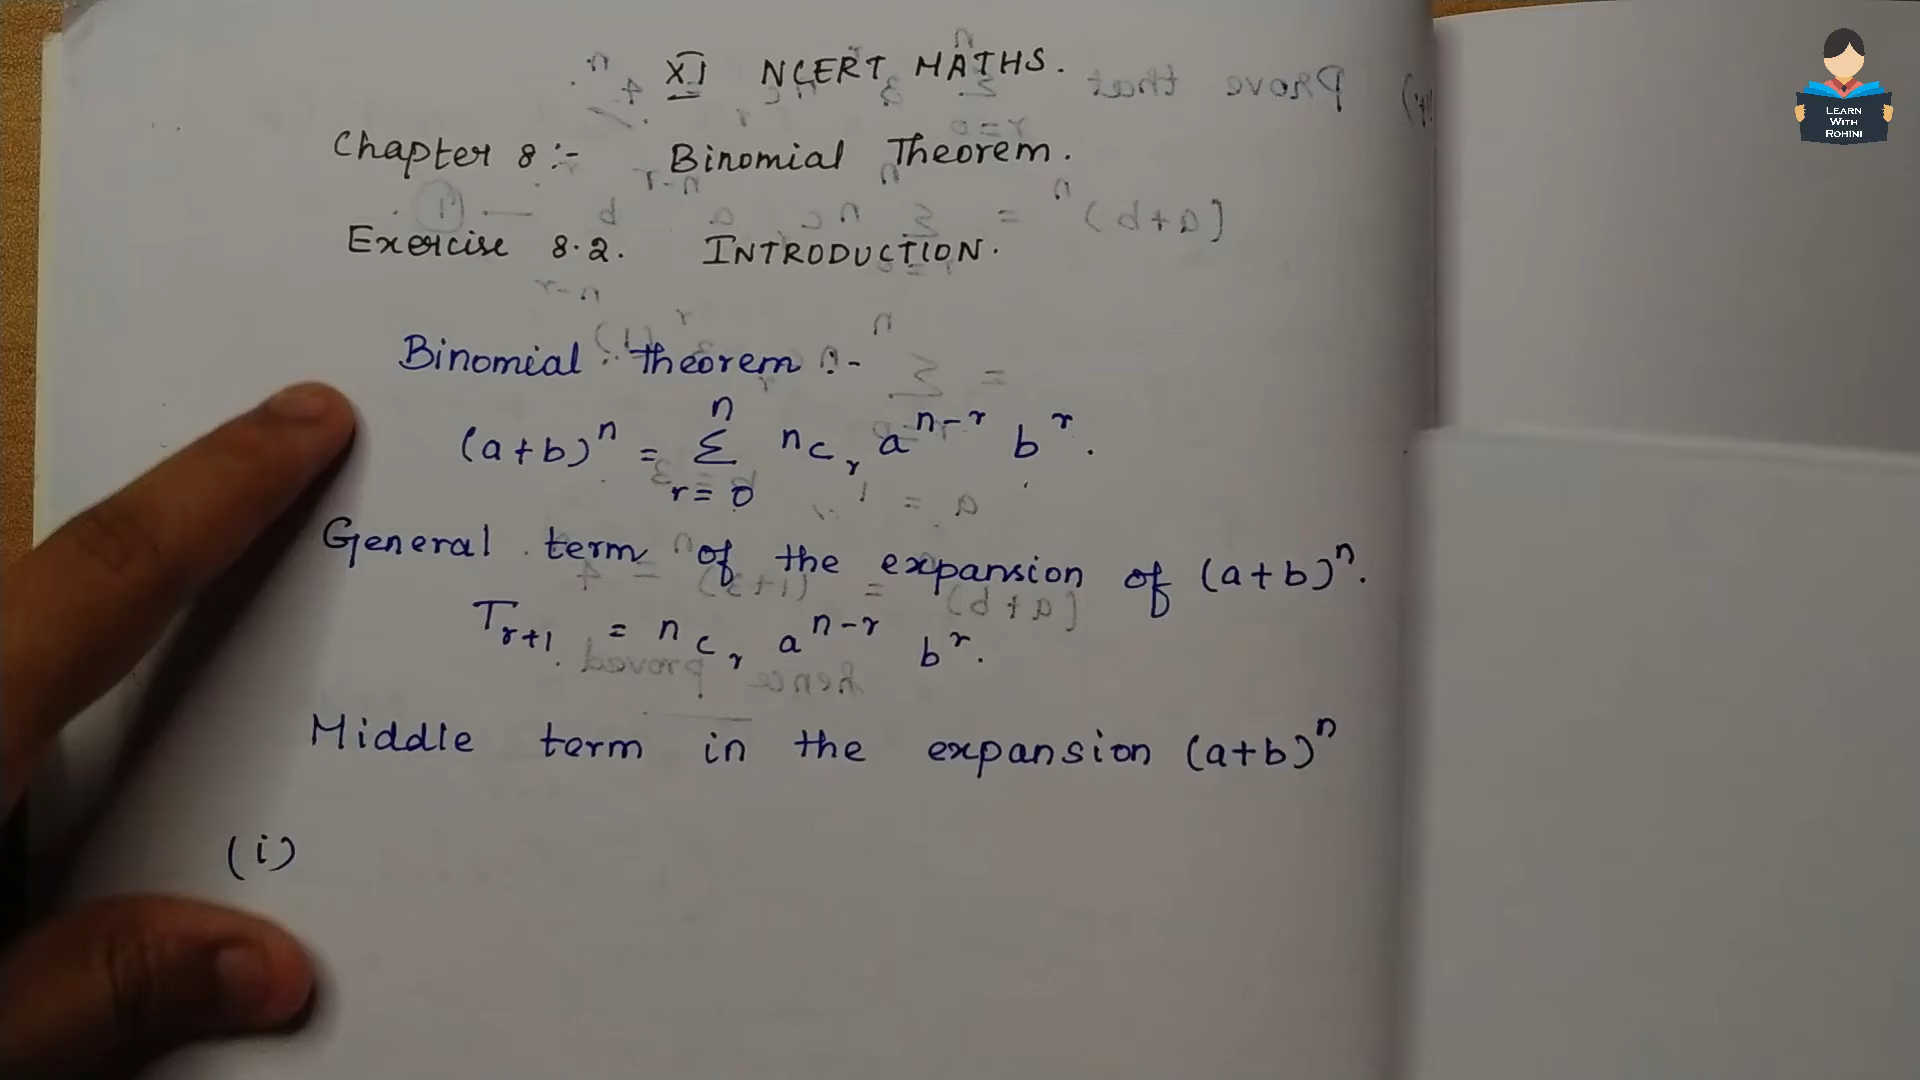 XI NCERT MATHS.
Chapter 8 :- Binomial Theorem.
Exercise 8.2. INTRODUCTION.
Binomial theorem :-
(a+b)^n = Σ_{r=0}^{n} nC_r a^{n-r} b^r.
General term of the expansion of (a+b)^n.
T_{r+1} = nC_r a^{n-r} b^r.
Middle term in the expansion (a+b)^n
(i)
LEARN
WITH
ROHINI